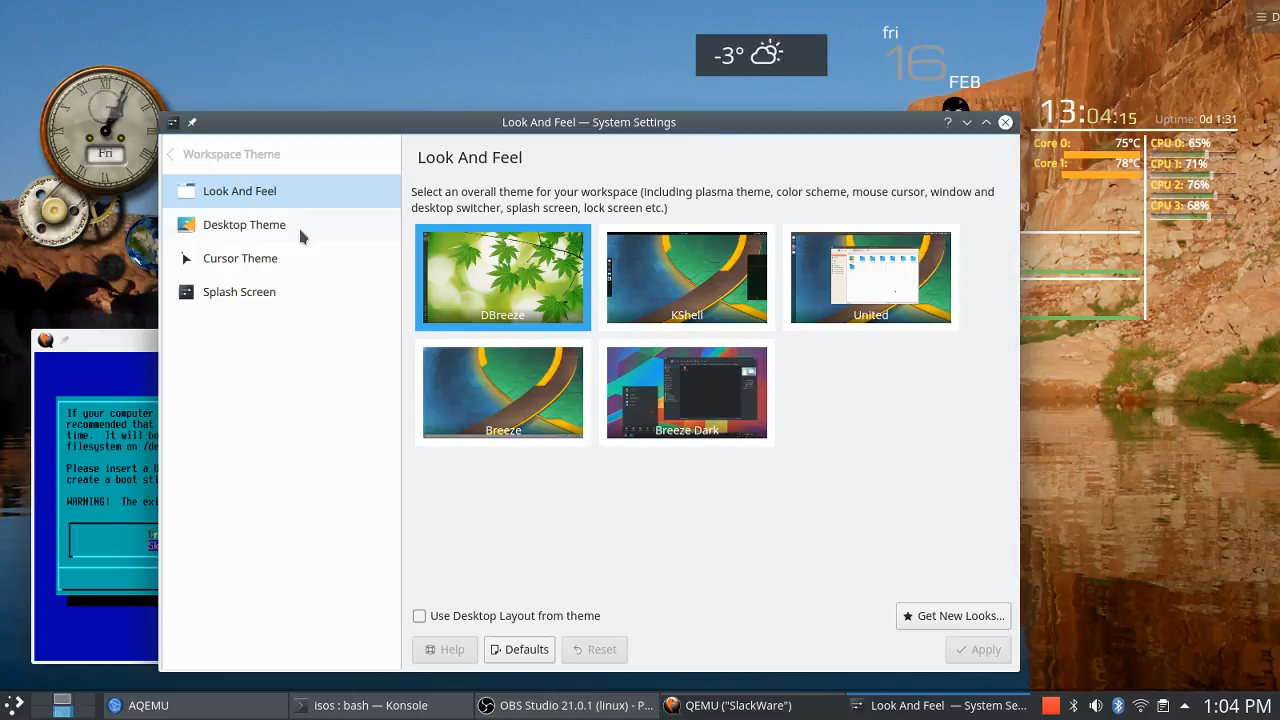 D
-3°
fri
16
FEB
13:04:15
Uptime: 0d 1:31
Core 0: 75°C
Core 1: 78°C
CPU 0: 65%
CPU 1: 71%
CPU 2: 76%
CPU 3: 68%
Fri
Look And Feel — System Settings
Workspace Theme
Look And Feel
Desktop Theme
Cursor Theme
Splash Screen
Look And Feel
Select an overall theme for your workspace (including plasma theme, color scheme, mouse cursor, window and
desktop switcher, splash screen, lock screen etc.)
DBreeze
KShell
United
Breeze
Breeze Dark
Use Desktop Layout from theme
Get New Looks...
Help
Defaults
Reset
Apply
If your computer
recommended that
time. It will bo
filesystem on /de
Please insert a U
create a boot sti
WARNING! The exi
AQEMU
isos : bash — Konsole
OBS Studio 21.0.1 (linux) - P...
QEMU ("SlackWare")
Look And Feel — System Se...
1:04 PM